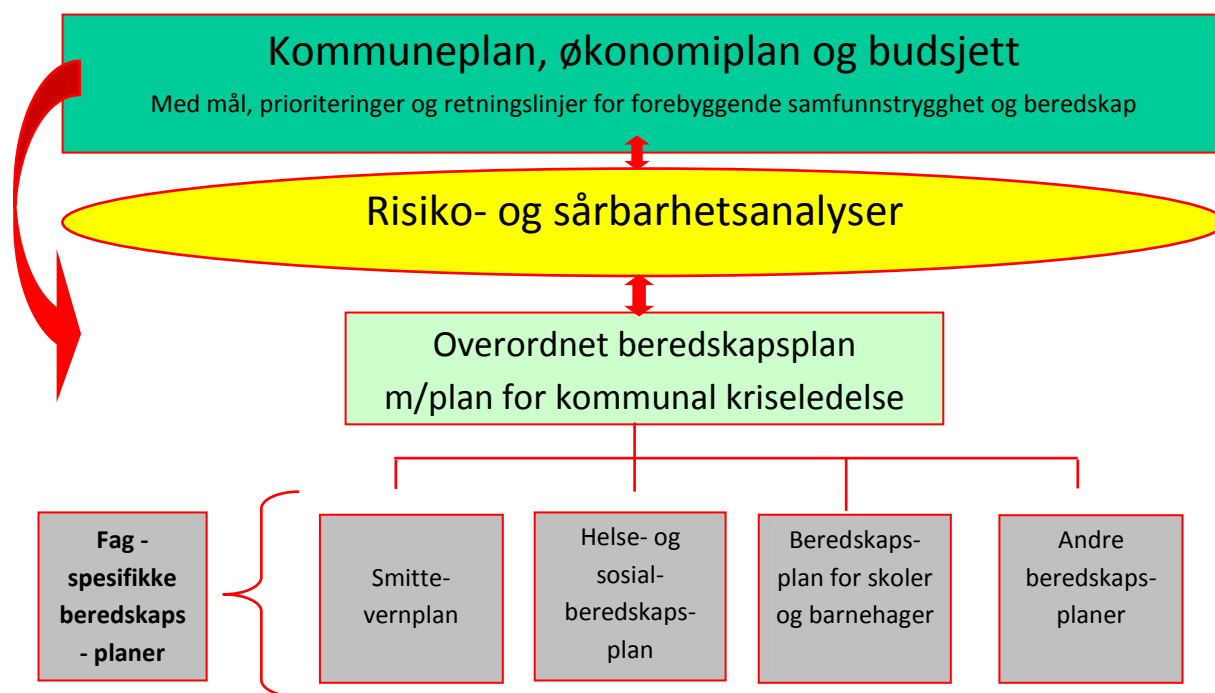 Kommuneplan, økonomiplan og budsjett
Med mål, prioriteringer og retningslinjer for forebyggende samfunnstrygghet og beredskap
Risiko- og sårbarhetsanalyser
Overordnet beredskapsplan
m/plan for kommunal kriseledelse
Fag -
spesifikke
beredskaps
- planer
Smitte-
vernplan
Helse- og
sosial-
beredskaps-
plan
Beredskaps-
plan for skoler
og barnehager
Andre
beredskaps-
planer